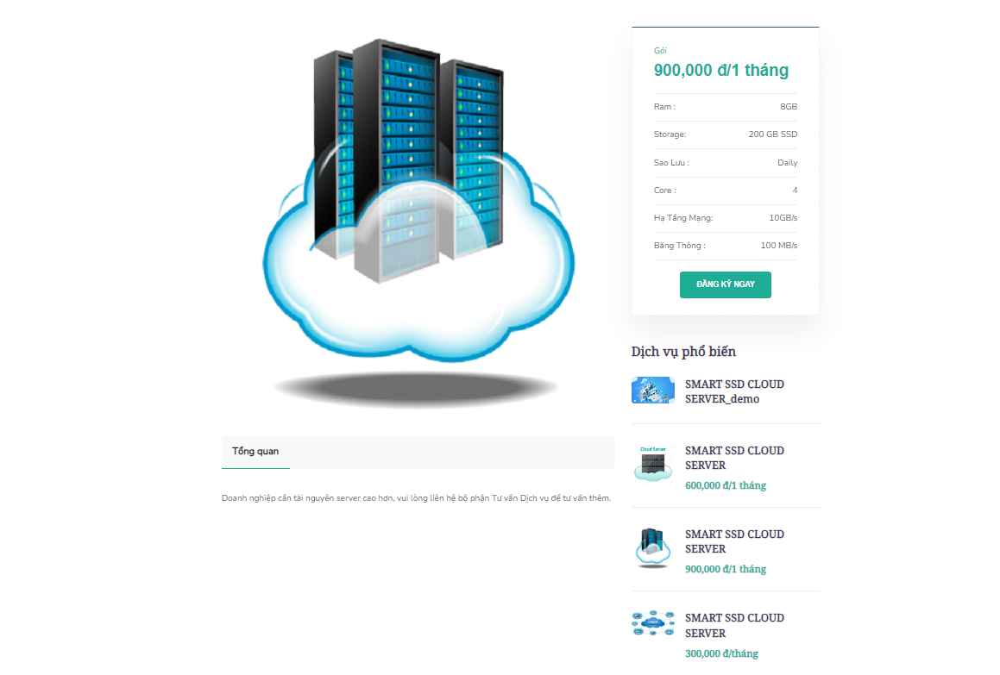 Gói
900,000 đ/1 tháng
Ram : 8GB
Storage: 200 GB SSD
Sao Lưu : Daily
Core : 4
Hạ Tầng Mạng: 10GB/s
Băng Thông : 100 MB/s
ĐĂNG KÝ NGAY
Tổng quan
Doanh nghiệp cần tài nguyên server cao hơn, vui lòng liên hệ bộ phận Tư vấn Dịch vụ để tư vấn thêm.
Dịch vụ phổ biến
SMART SSD CLOUD
SERVER_demo
Cloud Server
SMART SSD CLOUD
SERVER
600,000 đ/1 tháng
SMART SSD CLOUD
SERVER
900,000 đ/1 tháng
SMART SSD CLOUD
SERVER
300,000 đ/tháng